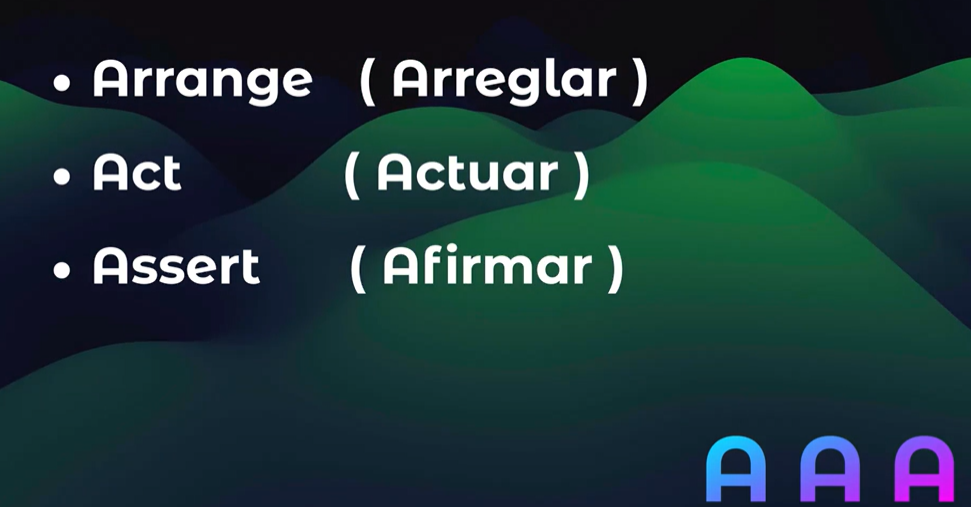 • Arrange ( Arreglar )
• Act ( Actuar )
• Assert ( Afirmar )
A A A